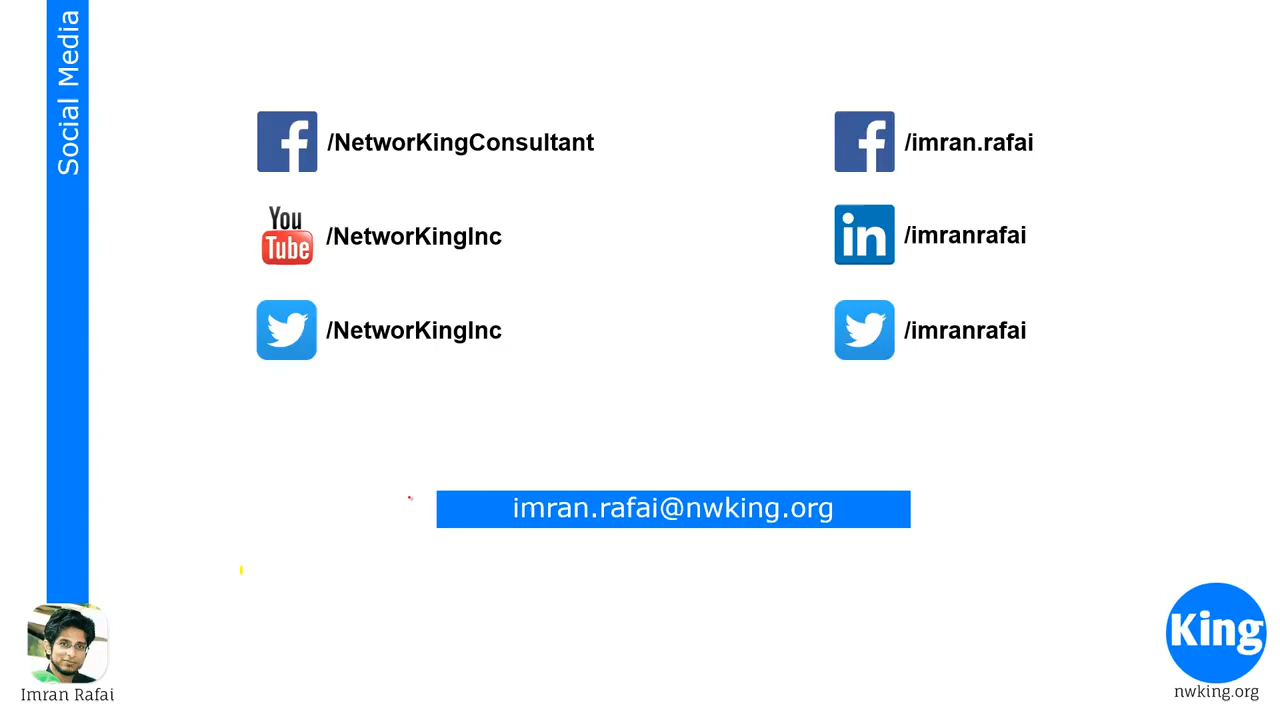 Social Media
/NetworKingConsultant
/imran.rafai
You
Tube
/NetworKingInc
in
/imranrafai
/NetworKingInc
/imranrafai
imran.rafai@nwking.org
Imran Rafai
King
nwking.org